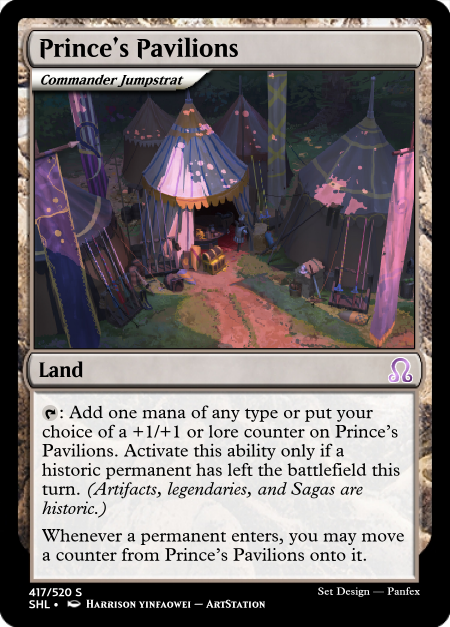 Prince's Pavilions
Commander Jumpstrat
Land
: Add one mana of any type or put your
choice of a +1/+1 or lore counter on Prince's
Pavilions. Activate this ability only if a
historic permanent has left the battlefield this
turn. (Artifacts, legendaries, and Sagas are
historic.)
Whenever a permanent enters, you may move
a counter from Prince's Pavilions onto it.
417/520 S
Set Design — Panfex
SHL • Harrison yinfaowei — ArtStation